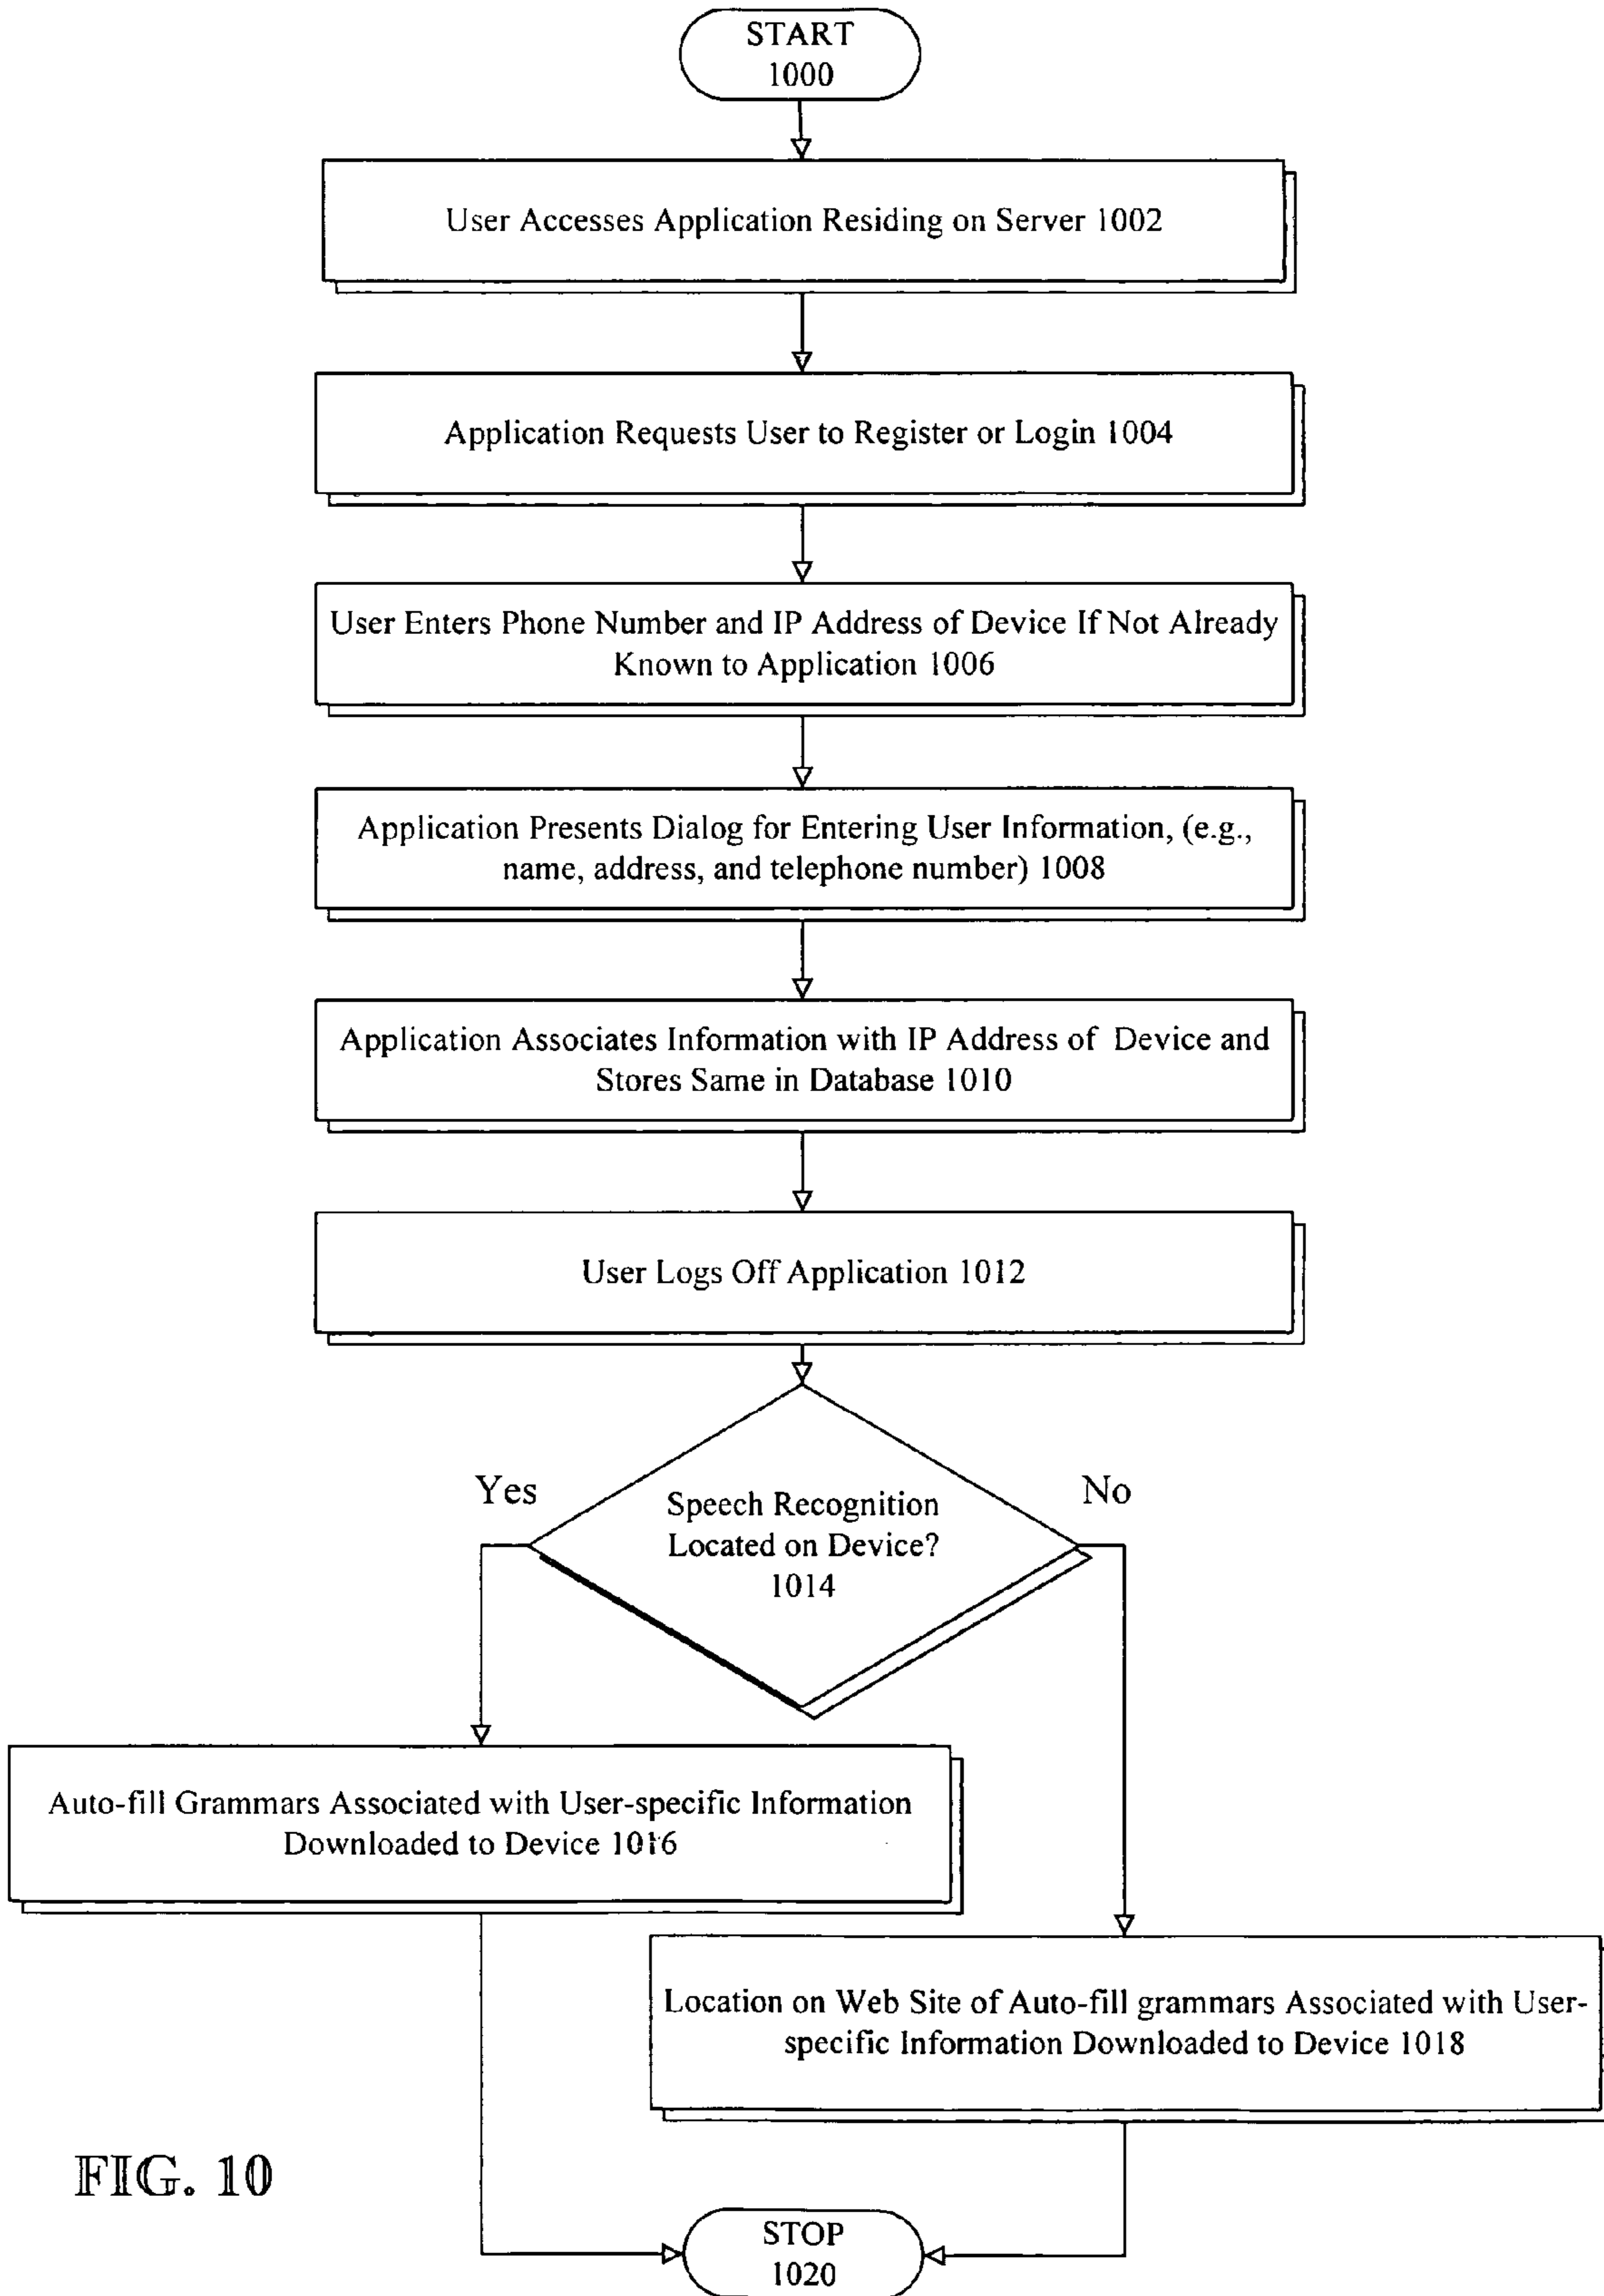 START
1000
User Accesses Application Residing on Server 1002
Application Requests User to Register or Login 1004
User Enters Phone Number and IP Address of Device If Not Already
Known to Application 1006
Application Presents Dialog for Entering User Information, (e.g.,
name, address, and telephone number) 1008
Application Associates Information with IP Address of Device and
Stores Same in Database 1010
User Logs Off Application 1012
Yes
No
Speech Recognition
Located on Device?
1014
Auto-fill Grammars Associated with User-specific Information
Downloaded to Device 1016
Location on Web Site of Auto-fill grammars Associated with User-
specific Information Downloaded to Device 1018
FIG. 10
STOP
1020